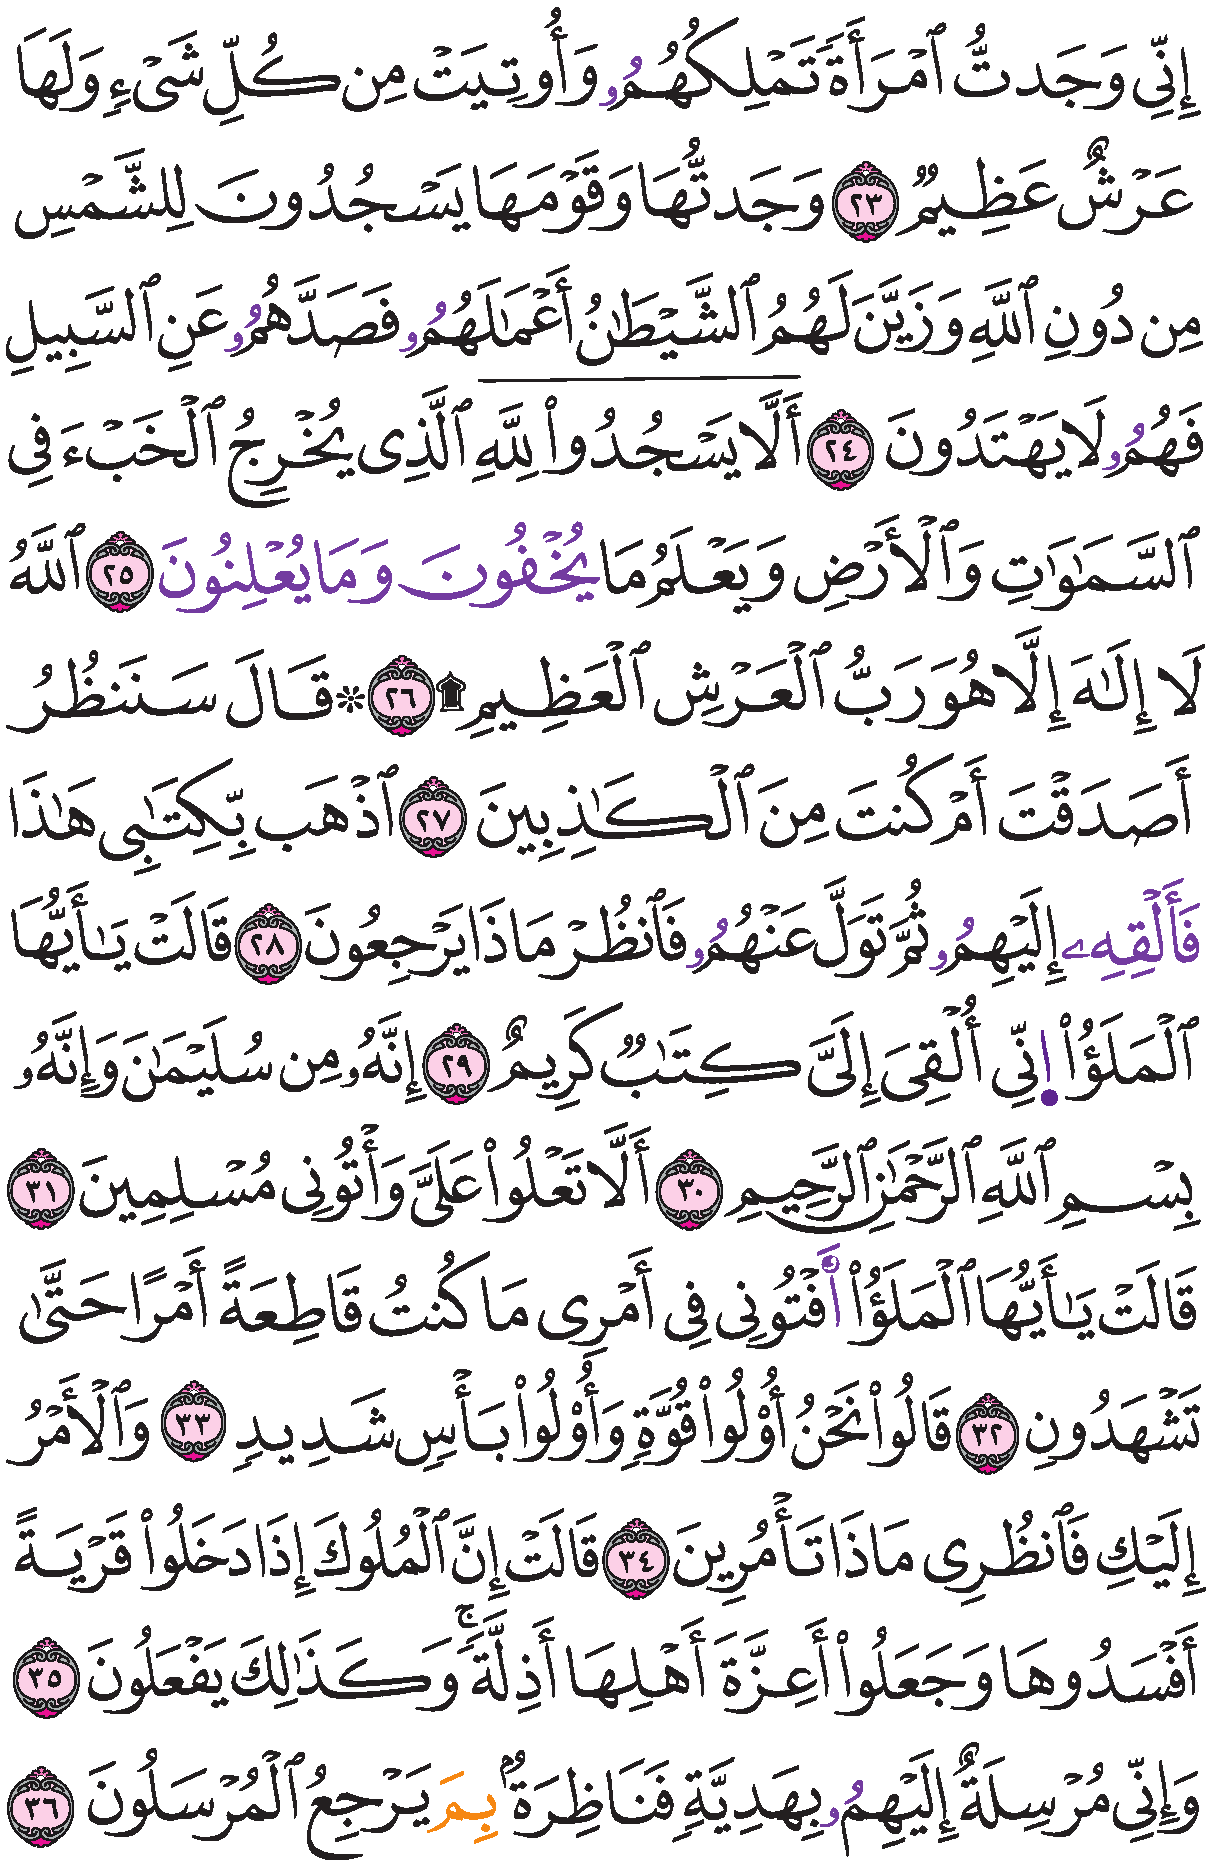 إِنِّي وَجَدتُّ ٱمْرَأَةً تَمْلِكُهُمُۥ وَأُوتِيَتْ مِن كُلِّ شَيْءٍ وَلَهَا
عَرْشٌ عَظِيمٌ ٢٣ وَجَدتُّهَا وَقَوْمَهَا يَسْجُدُونَ لِلشَّمْسِ
مِن دُونِ ٱللَّهِ وَزَيَّنَ لَهُمُ ٱلشَّيْطَٰنُ أَعْمَٰلَهُمُۥ فَصَدَّهُمُۥ عَنِ ٱلسَّبِيلِ
فَهُمُۥ لَا يَهْتَدُونَ ٢٤ أَلَّا يَسْجُدُوا۟ لِلَّهِ ٱلَّذِى يُخْرِجُ ٱلْخَبْءَ فِى
ٱلسَّمَٰوَٰتِ وَٱلْأَرْضِ وَيَعْلَمُ مَا يُخْفُونَ وَمَا يُعْلِنُونَ ٢٥ ٱللَّهُ
لَا إِلَٰهَ إِلَّا هُوَ رَبُّ ٱلْعَرْشِ ٱلْعَظِيمِ ۩ ٢٦ ۞ قَالَ سَنَنظُرُ
أَصَدَقْتَ أَمْ كُنتَ مِنَ ٱلْكَٰذِبِينَ ٢٧ ٱذْهَب بِّكِتَٰبِى هَٰذَا
فَأَلْقِهِۦ إِلَيْهِمُۥ ثُمَّ تَوَلَّ عَنْهُمُۥ فَٱنظُرْ مَاذَا يَرْجِعُونَ ٢٨ قَالَتْ يَٰأَيُّهَا
ٱلْمَلَؤُا۟ ا۪نِّى أُلْقِىَ إِلَىَّ كِتَٰبٌ كَرِيمٌ ٢٩ إِنَّهُۥ مِن سُلَيْمَٰنَ وَإِنَّهُۥ
بِسْمِ ٱللَّهِ ٱلرَّحْمَٰنِ ٱلرَّحِيمِ ٣٠ أَلَّا تَعْلُوا۟ عَلَىَّ وَأْتُونِى مُسْلِمِينَ ٣١
قَالَتْ يَٰأَيُّهَا ٱلْمَلَؤُا۟ اَ۬فْتُونِى فِى أَمْرِى مَا كُنتُ قَاطِعَةً أَمْرًا حَتَّىٰ
تَشْهَدُونِ ٣٢ قَالُوا۟ نَحْنُ أُو۟لُوا۟ قُوَّةٍ وَأُو۟لُوا۟ بَأْسٍ شَدِيدٍ ٣٣ وَٱلْأَمْرُ
إِلَيْكِ فَٱنظُرِى مَاذَا تَأْمُرِينَ ٣٤ قَالَتْ إِنَّ ٱلْمُلُوكَ إِذَا دَخَلُوا۟ قَرْيَةً
أَفْسَدُوهَا وَجَعَلُوا۟ أَعِزَّةَ أَهْلِهَا أَذِلَّةً ۚ وَكَذَٰلِكَ يَفْعَلُونَ ٣٥
وَإِنِّى مُرْسِلَةٌ إِلَيْهِمُۥ بِهَدِيَّةٍ فَنَاظِرَةٌۢ بِمَ يَرْجِعُ ٱلْمُرْسَلُونَ ٣٦